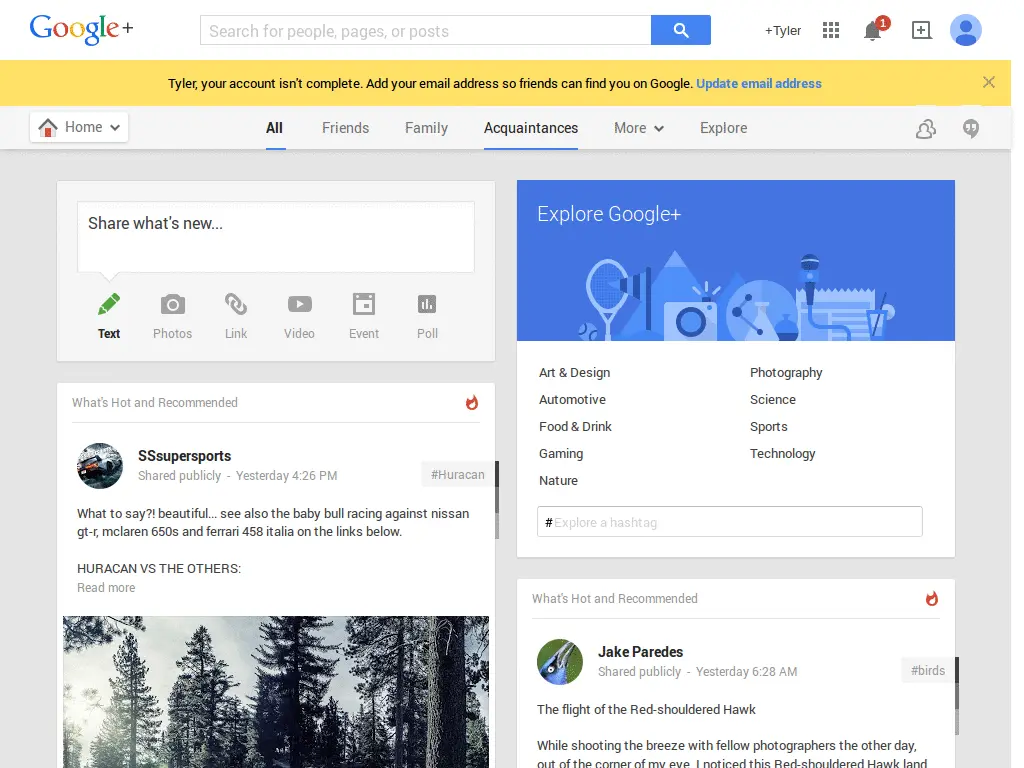 Google+
Search for people, pages, or posts
+Tyler
1
Tyler, your account isn't complete. Add your email address so friends can find you on Google. Update email address
Home
All
Friends
Family
Acquaintances
More
Explore
Share what's new...
Text
Photos
Link
Video
Event
Poll
What's Hot and Recommended
SSsupersports
Shared publicly - Yesterday 4:26 PM
#Huracan
What to say?! beautiful... see also the baby bull racing against nissan
gt-r, mclaren 650s and ferrari 458 italia on the links below.
HURACAN VS THE OTHERS:
Read more
Explore Google+
Art & Design
Automotive
Food & Drink
Gaming
Nature
Photography
Science
Sports
Technology
# Explore a hashtag
What's Hot and Recommended
Jake Paredes
Shared publicly - Yesterday 6:28 AM
#birds
The flight of the Red-shouldered Hawk
While shooting the breeze with fellow photographers the other day,
out of the corner of my eye, I noticed this Red-shouldered Hawk land